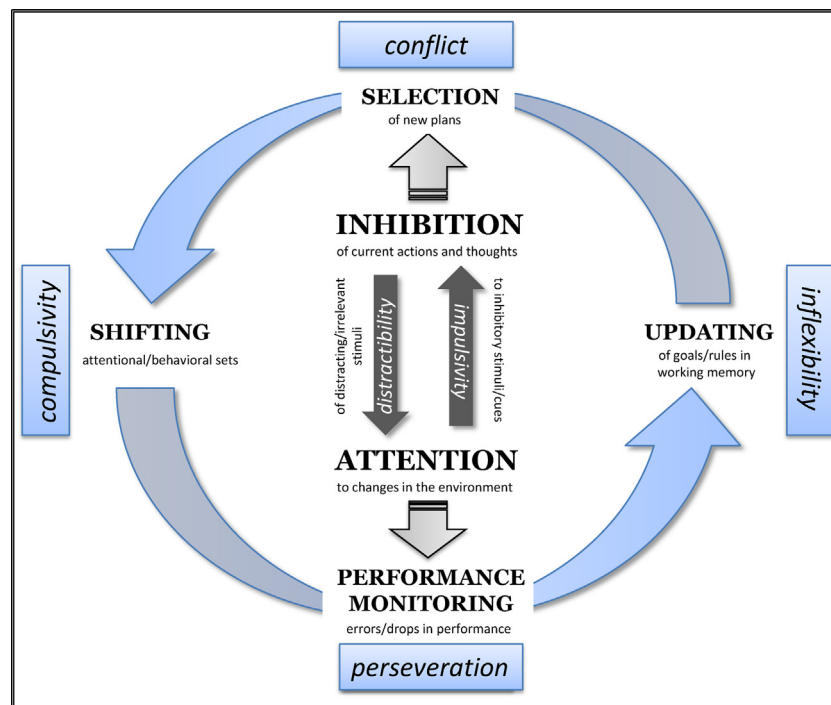 conflict
SELECTION
of new plans
INHIBITION
of current actions and thoughts
compulsivity
SHIFTING
attentional/behavioral sets
of distracting/irrelevant
stimuli
distractibility
impulsivity
to inhibitory stimuli/cues
UPDATING
of goals/rules in
working memory
inflexibility
ATTENTION
to changes in the environment
PERFORMANCE
MONITORING
errors/drops in performance
perseveration